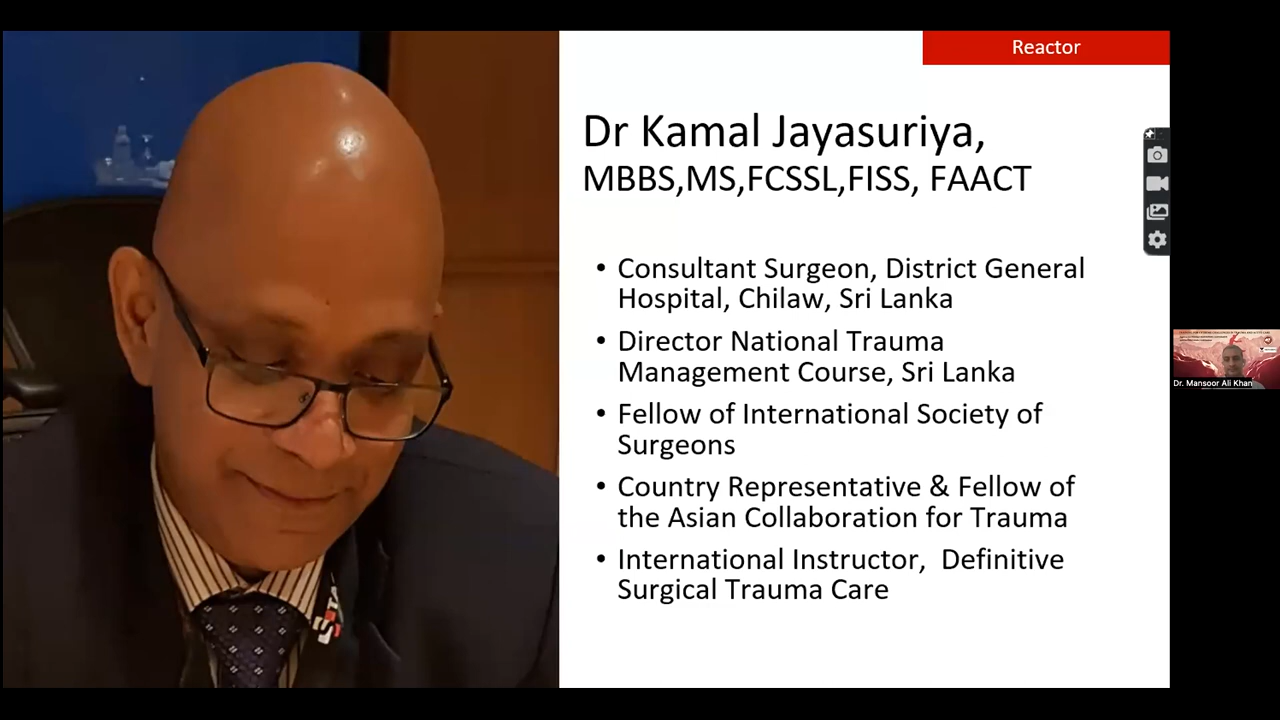 Reactor
Dr Kamal Jayasuriya,
MBBS,MS,FCSSL,FISS, FAACT
• Consultant Surgeon, District General
Hospital, Chilaw, Sri Lanka
• Director National Trauma
Management Course, Sri Lanka
• Fellow of International Society of
Surgeons
• Country Representative & Fellow of
the Asian Collaboration for Trauma
• International Instructor,  Definitive
Surgical Trauma Care
Dr. Mansoor Ali Khan